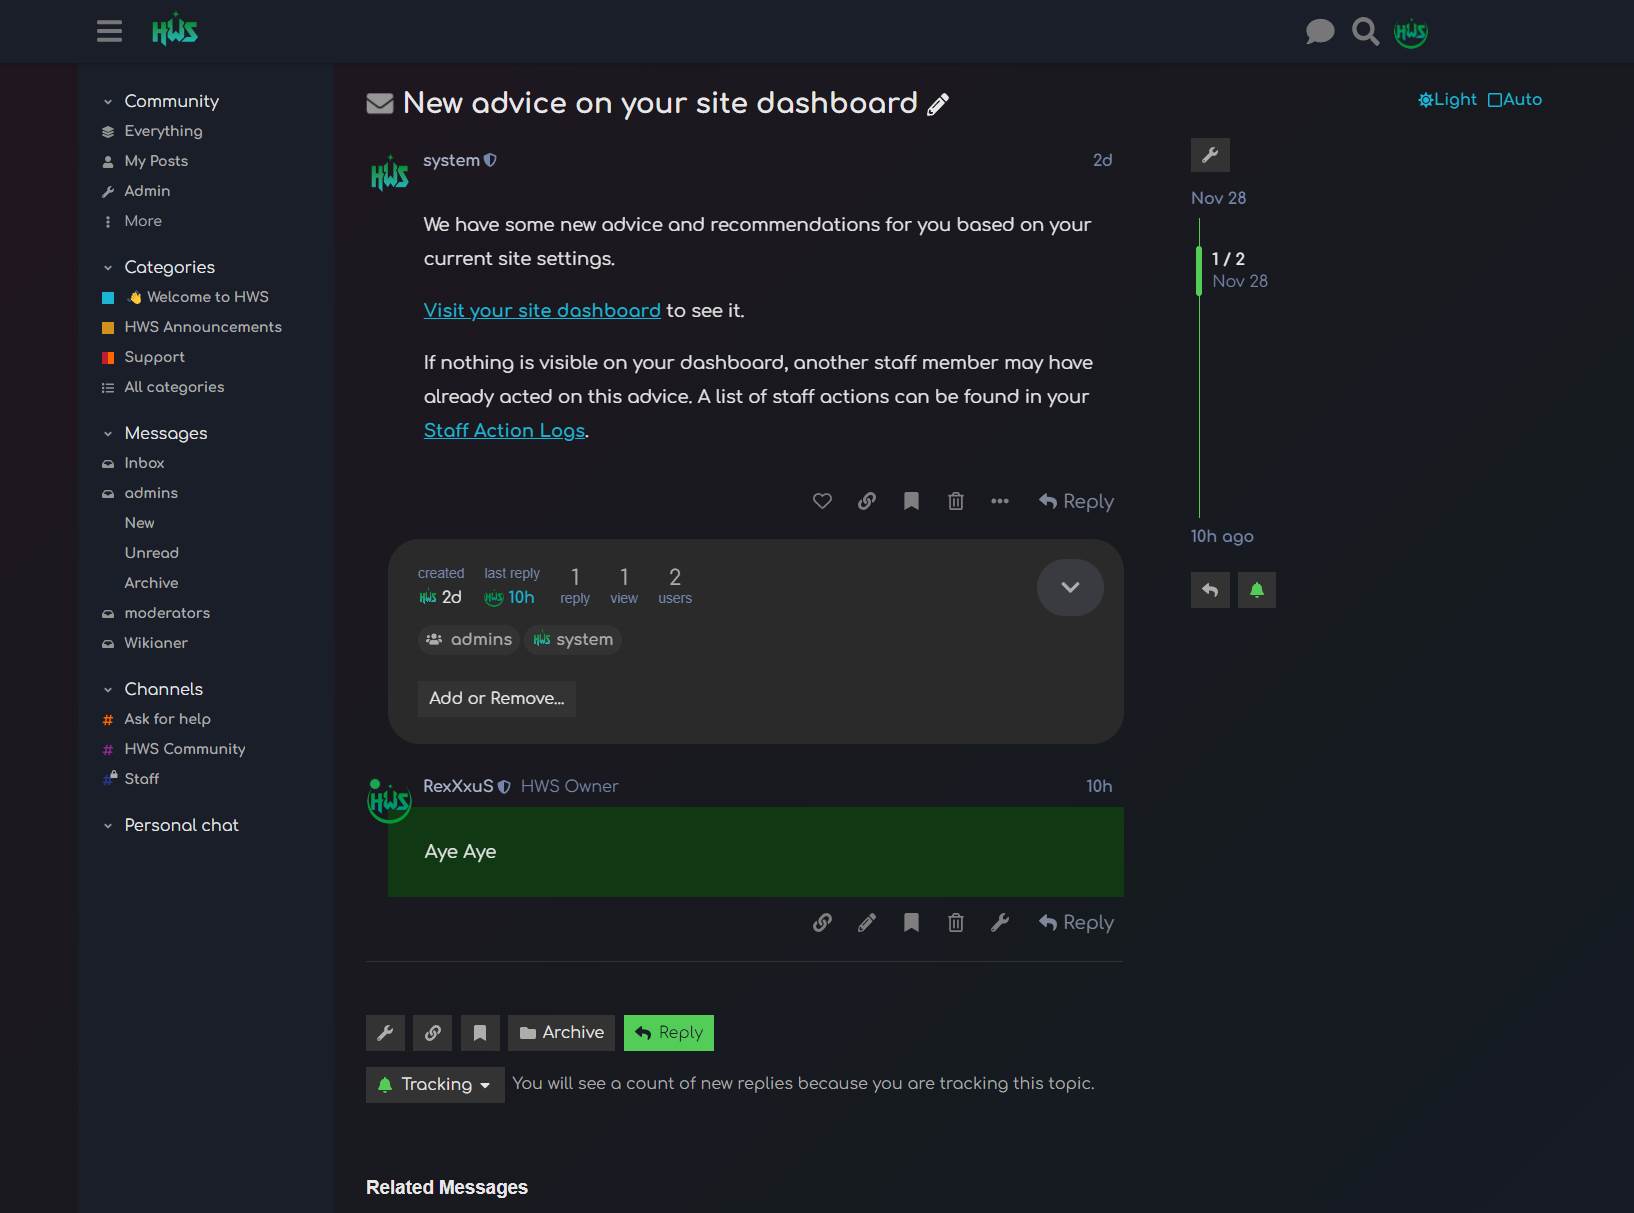 HWS
HWS
Community
Everything
My Posts
Admin
More
Categories
👋 Welcome to HWS
HWS Announcements
Support
All categories
Messages
Inbox
admins
New
Unread
Archive
moderators
Wikianer
Channels
# Ask for help
# HWS Community
# Staff
Personal chat
New advice on your site dashboard
Light Auto
HWS
system 2d
We have some new advice and recommendations for you based on your
current site settings.
Visit your site dashboard to see it.
If nothing is visible on your dashboard, another staff member may have
already acted on this advice. A list of staff actions can be found in your
Staff Action Logs.
Reply
Nov 28
1 / 2
Nov 28
10h ago
created last reply 1 1 2
HWS 2d HWS 10h reply view users
admins HWS system
Add or Remove...
HWS
RexXxuS HWS Owner 10h
Aye Aye
Reply
Archive Reply
Tracking You will see a count of new replies because you are tracking this topic.
Related Messages